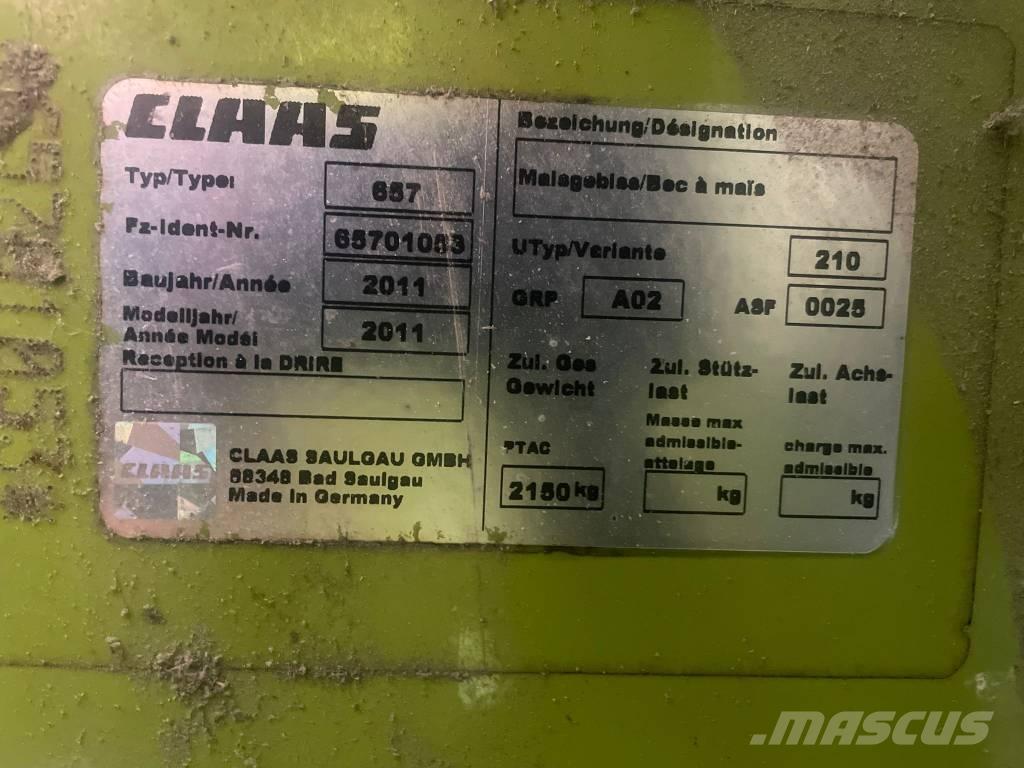 CLAAS
Typ/Type: 657
Fz-Ident-Nr. 65701053
Baujahr/Année 2011
Modelljahr/
Année Modéi 2011
Reception à la DRIRE
CLAAS
CLAAS SAULGAU GMBH
88348 Bad Saulgau
Made in Germany
Bezeichung/Désignation
Maisgebiss/Bec à maïs
UTyp/Variante 210
GRP A02 ASF 0025
Zul. Ges
Gewicht
Zul. Stütz-
last
Zul. Achs-
last
PTAC
Masse max
admissible-
attelage
charge max.
admissible
2150 kg
kg
kg
MASCUS